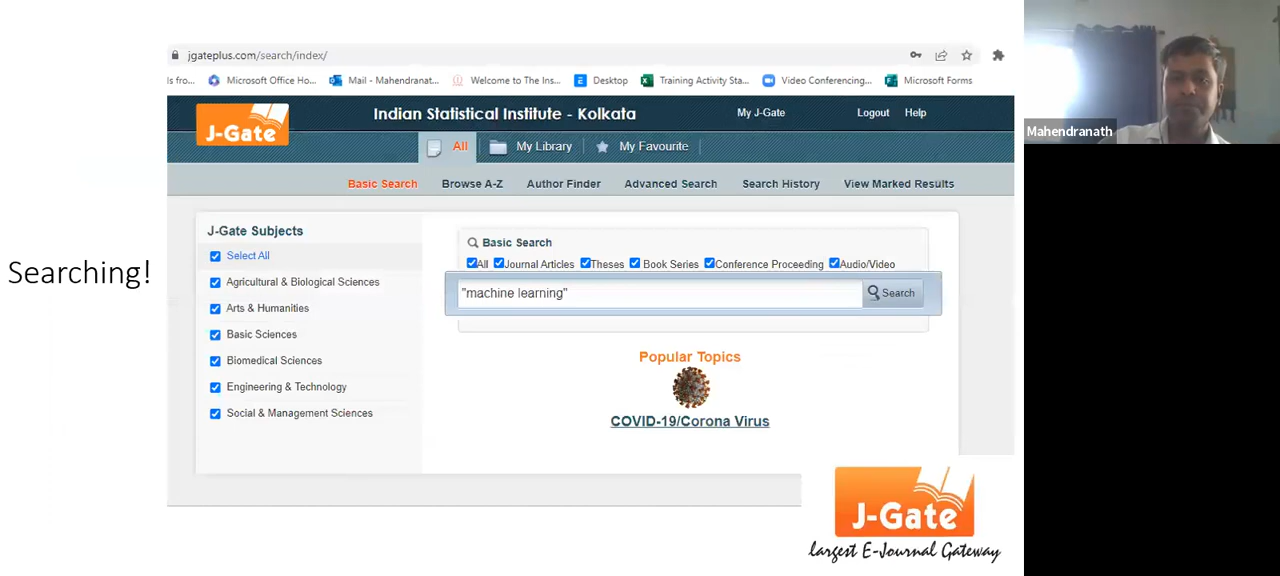 jgateplus.com/search/index/
ls from... Microsoft Office Ho... Mail - Mahendranat... Welcome to The Ins... Desktop Training Activity Sta... Video Conferencing... Microsoft Forms
J-Gate
Indian Statistical Institute - Kolkata
My J-Gate Logout Help
All My Library My Favourite
Basic Search Browse A-Z Author Finder Advanced Search Search History View Marked Results
Searching!
J-Gate Subjects
Select All
Agricultural & Biological Sciences
Arts & Humanities
Basic Sciences
Biomedical Sciences
Engineering & Technology
Social & Management Sciences
Basic Search
All Journal Articles Theses Book Series Conference Proceeding Audio/Video
"machine learning" Search
Popular Topics
COVID-19/Corona Virus
J-Gate
largest E-Journal Gateway
Mahendranath